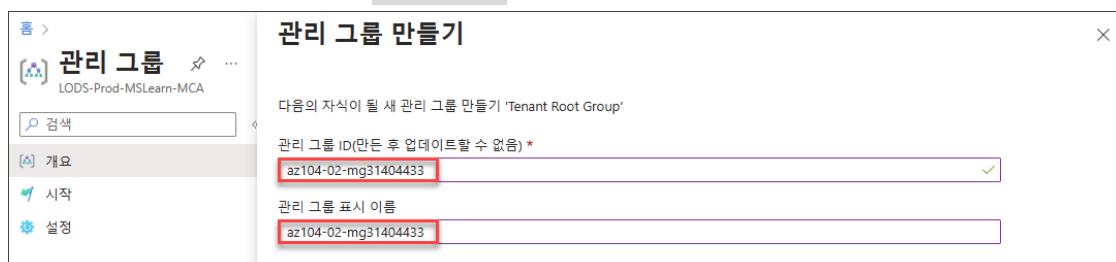 홈 >
관리 그룹
LODS-Prod-MSLearn-MCA
검색
개요
시작
설정
관리 그룹 만들기
다음의 자식이 될 새 관리 그룹 만들기 'Tenant Root Group'
관리 그룹 ID(만든 후 업데이트할 수 없음) *
az104-02-mg31404433
관리 그룹 표시 이름
az104-02-mg31404433